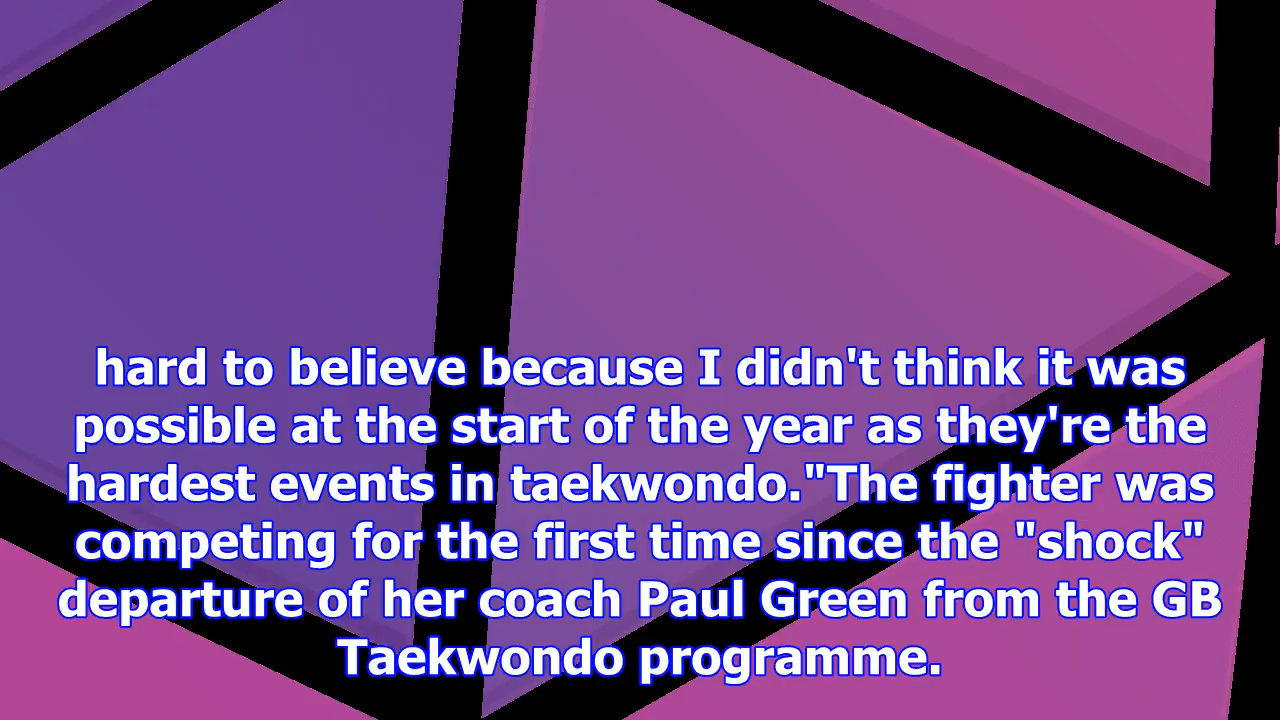 hard to believe because I didn't think it was
possible at the start of the year as they're the
hardest events in taekwondo."The fighter was
competing for the first time since the "shock"
departure of her coach Paul Green from the GB
Taekwondo programme.